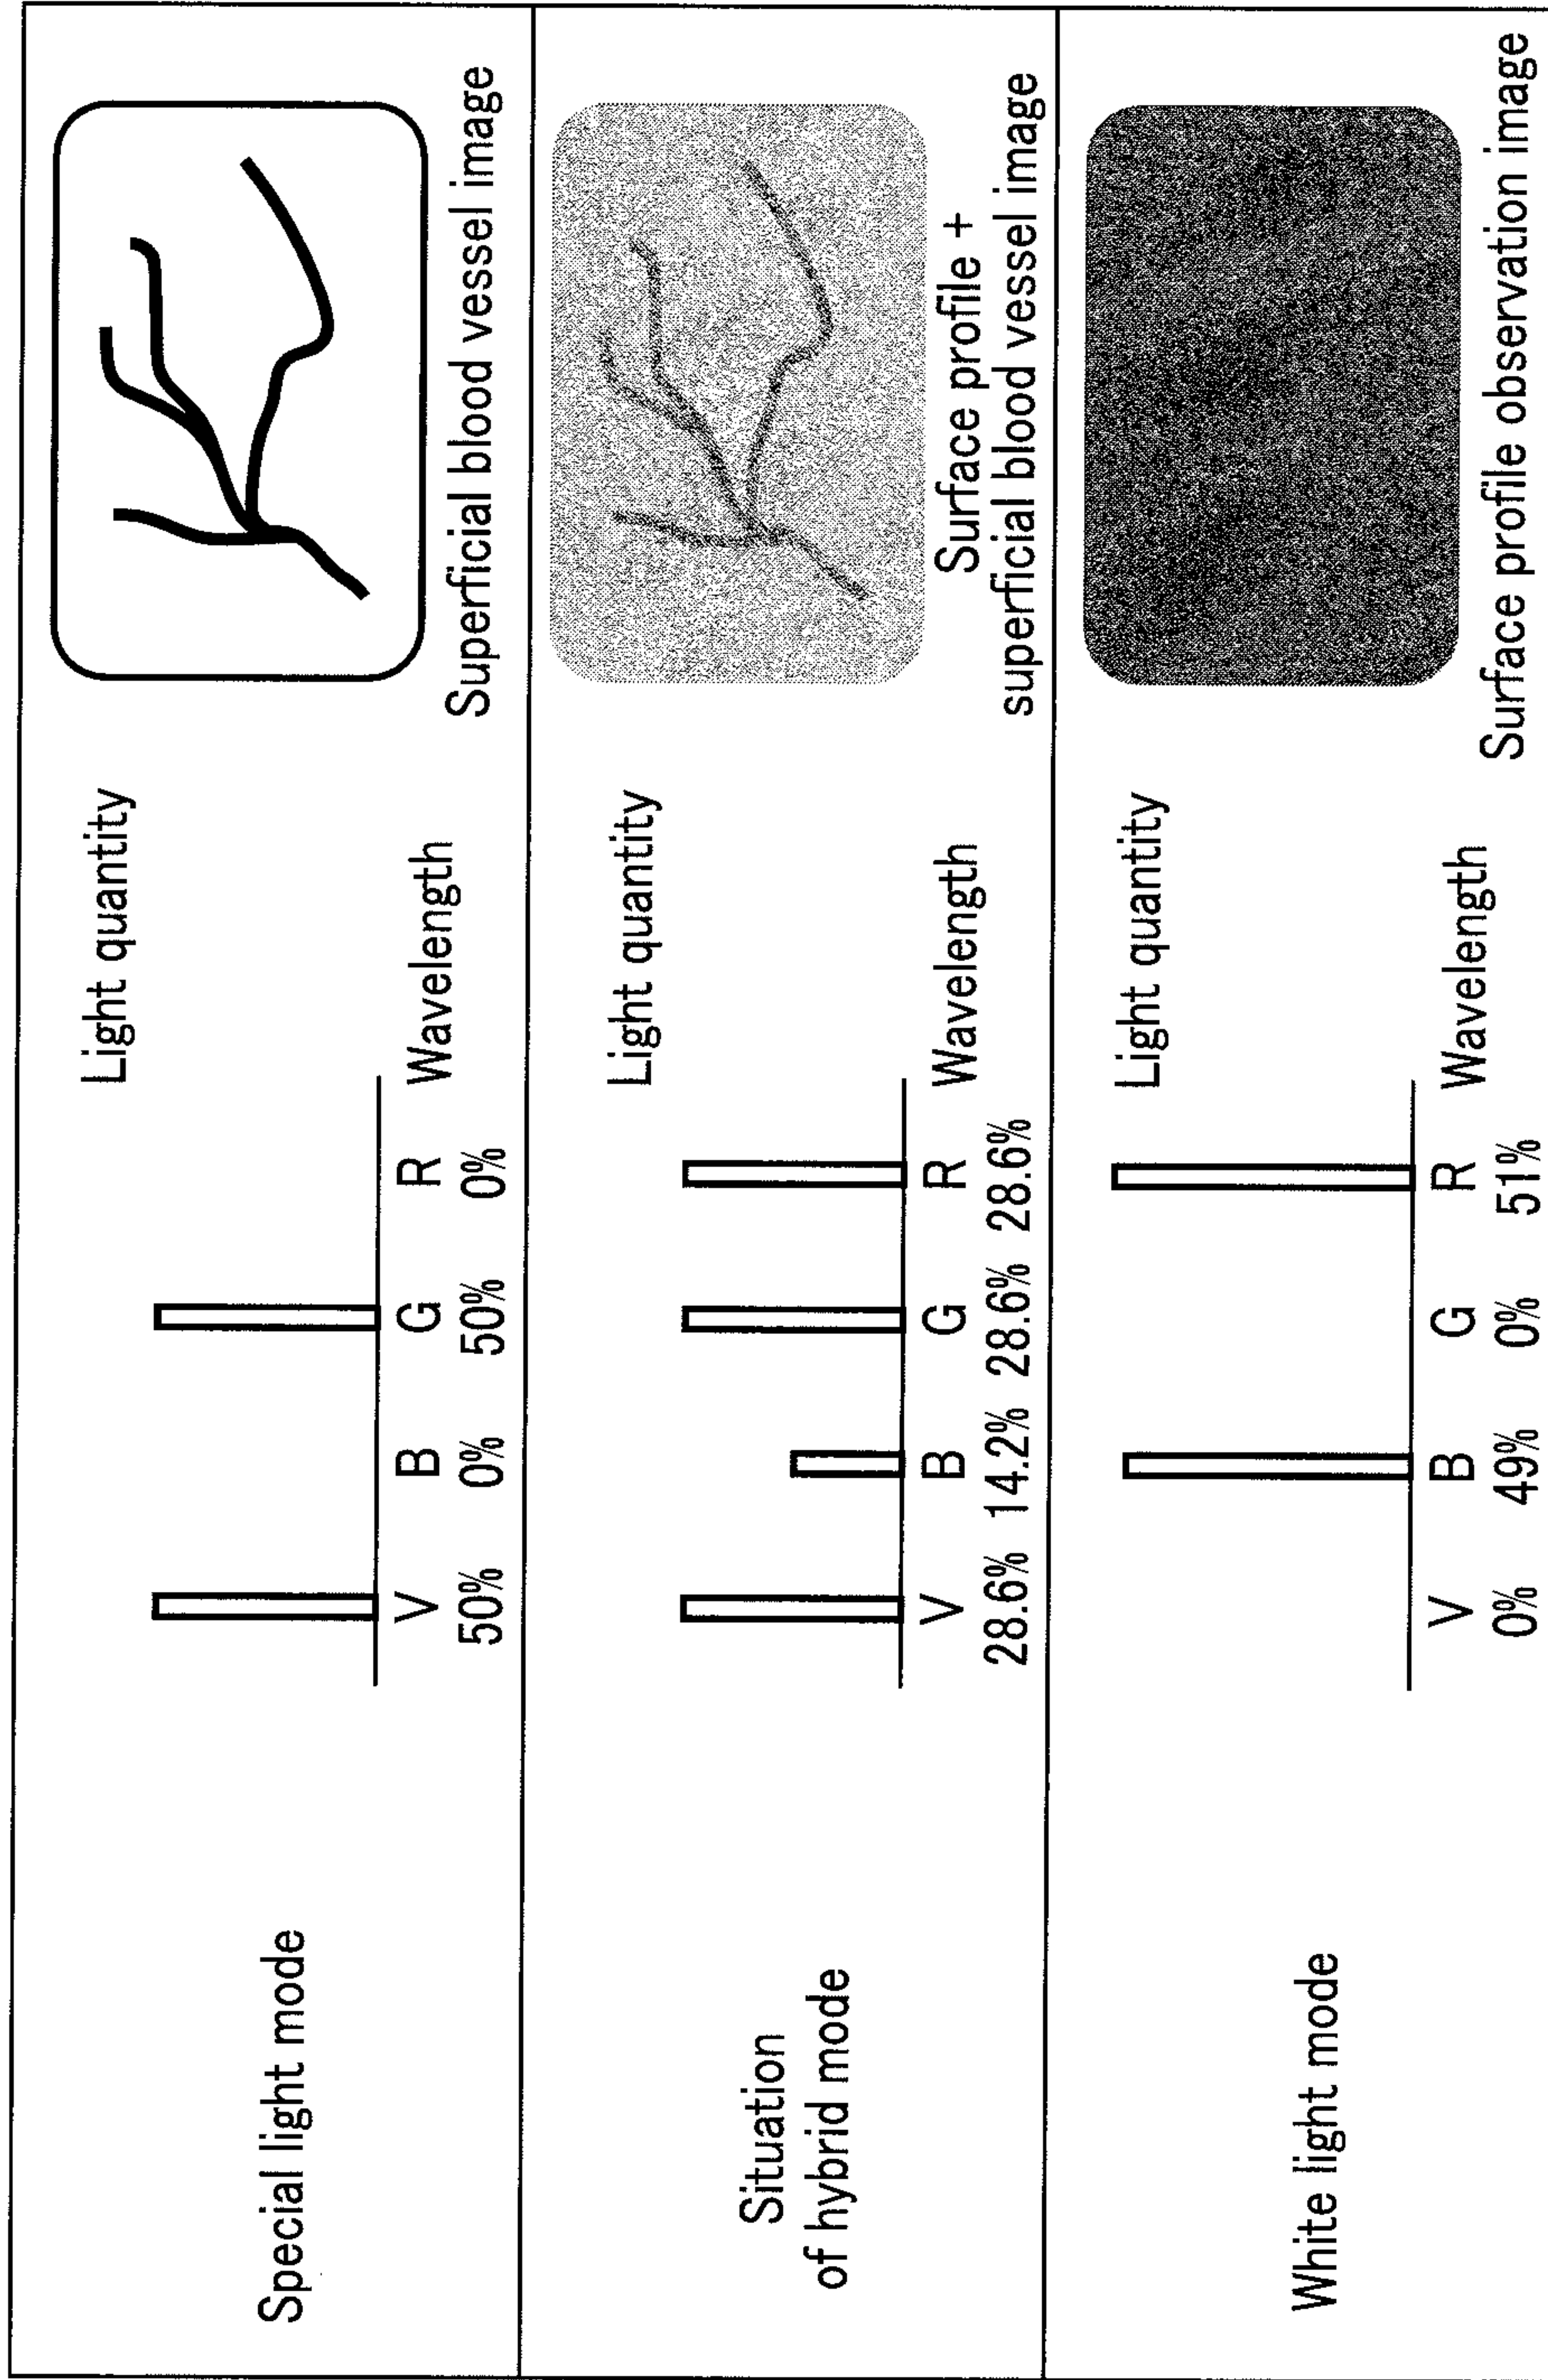 Special light mode
Light quantity
V B G R Wavelength
50% 0% 50% 0%
Superficial blood vessel image
Situation
of hybrid mode
Light quantity
V B G R Wavelength
28.6% 14.2% 28.6% 28.6%
Surface profile +
superficial blood vessel image
White light mode
Light quantity
V B G R Wavelength
0% 49% 0% 51%
Surface profile observation image